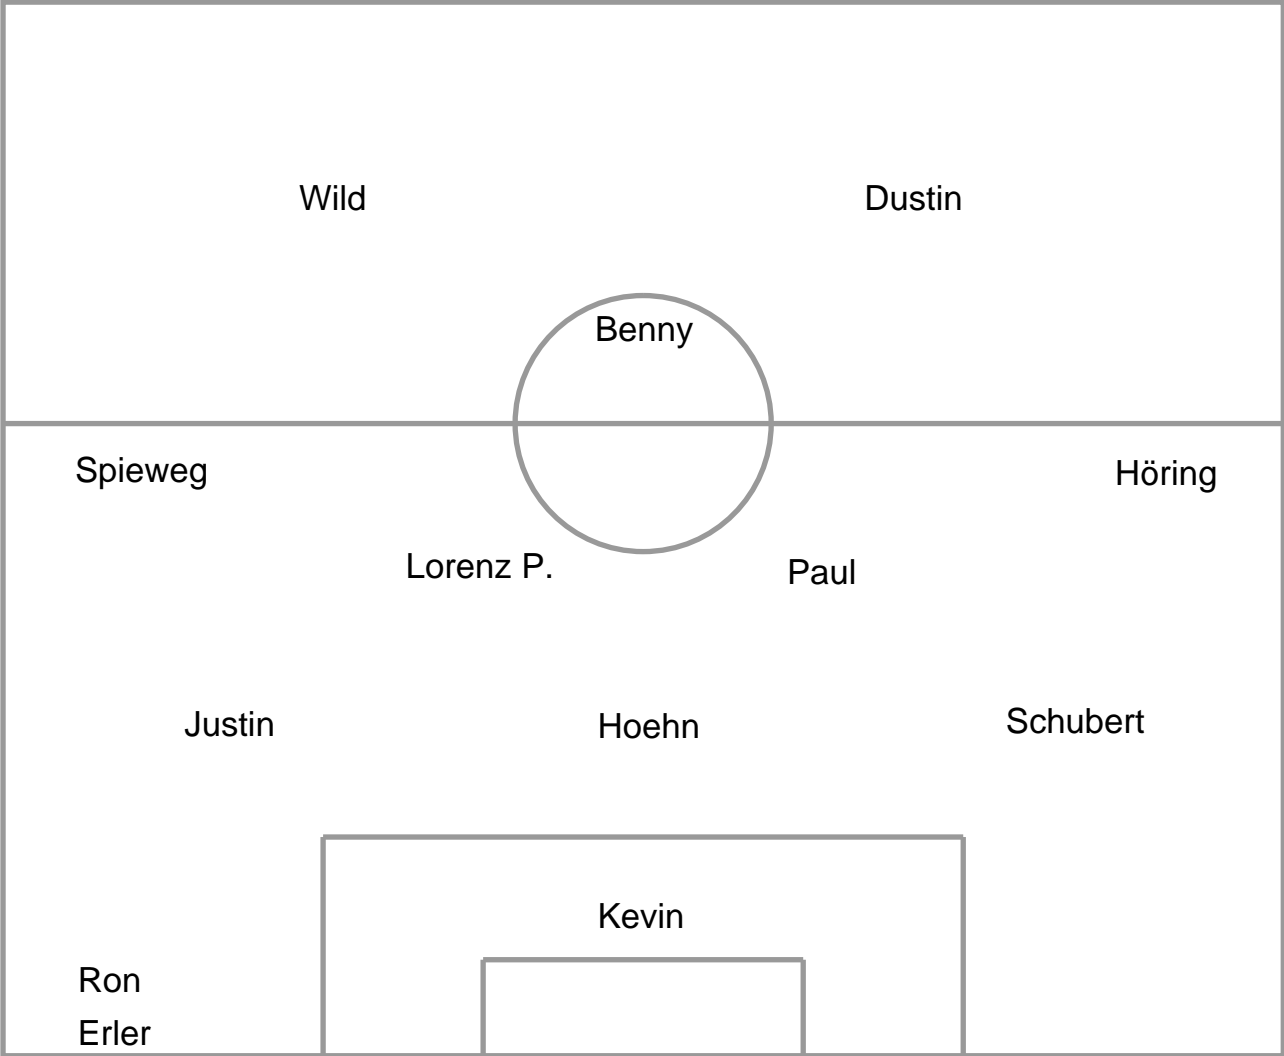 Wild
Dustin
Benny
Spieweg
Höring
Lorenz P.
Paul
Justin
Hoehn
Schubert
Kevin
Ron
Erler